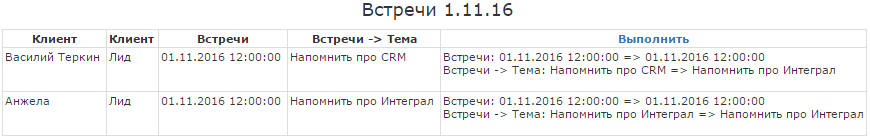 Встречи 1.11.16
Клиент Клиент Встречи Встречи -> Тема Выполнить
Василий Теркин Лид 01.11.2016 12:00:00 Напомнить про CRM Встречи: 01.11.2016 12:00:00 => 01.11.2016 12:00:00
Встречи -> Тема: Напомнить про CRM => Напомнить про Интеграл
Анжела Лид 01.11.2016 12:00:00 Напомнить про Интеграл Встречи: 01.11.2016 12:00:00 => 01.11.2016 12:00:00
Встречи -> Тема: Напомнить про Интеграл => Напомнить про Интеграл